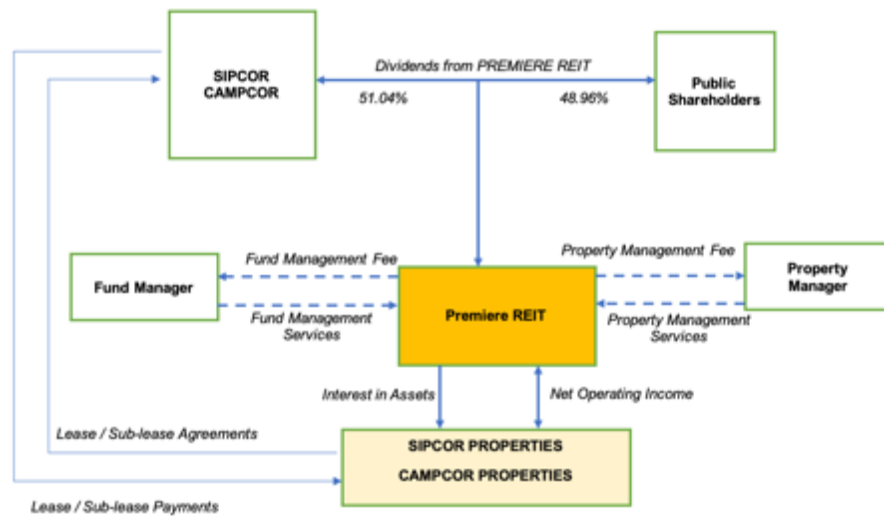 SIPCOR
CAMPCOR
Dividends from PREMIERE REIT
51.04%
48.96%
Public
Shareholders
Fund Manager
Fund Management Fee
Fund Management
Services
Premiere REIT
Property Management Fee
Property Management
Services
Property
Manager
Interest in Assets
Net Operating Income
Lease / Sub-lease Agreements
SIPCOR PROPERTIES
CAMPCOR PROPERTIES
Lease / Sub-lease Payments